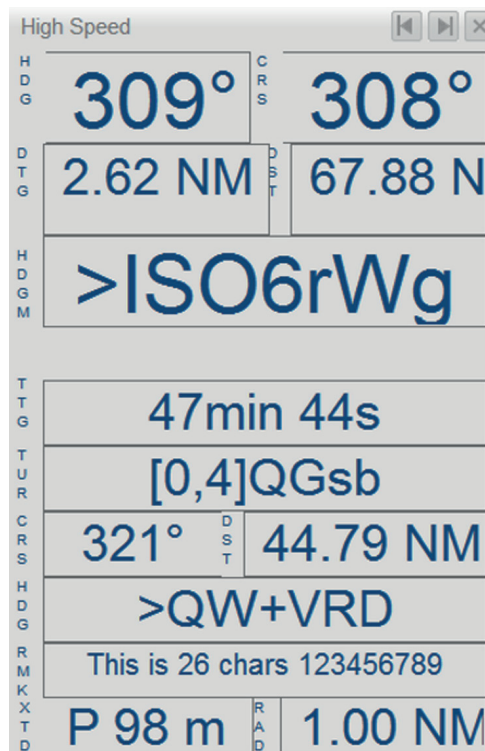 High Speed
HDG 309° CRS 308°
DTG 2.62 NM DST 67.88 N
HDGM >ISO6rWg
TTG 47min 44s
TUR [0,4]QGsb
CRS 321° DST 44.79 NM
HDG >QW+VRD
RMK This is 26 chars 123456789
XTD P 98 m RAD 1.00 NM